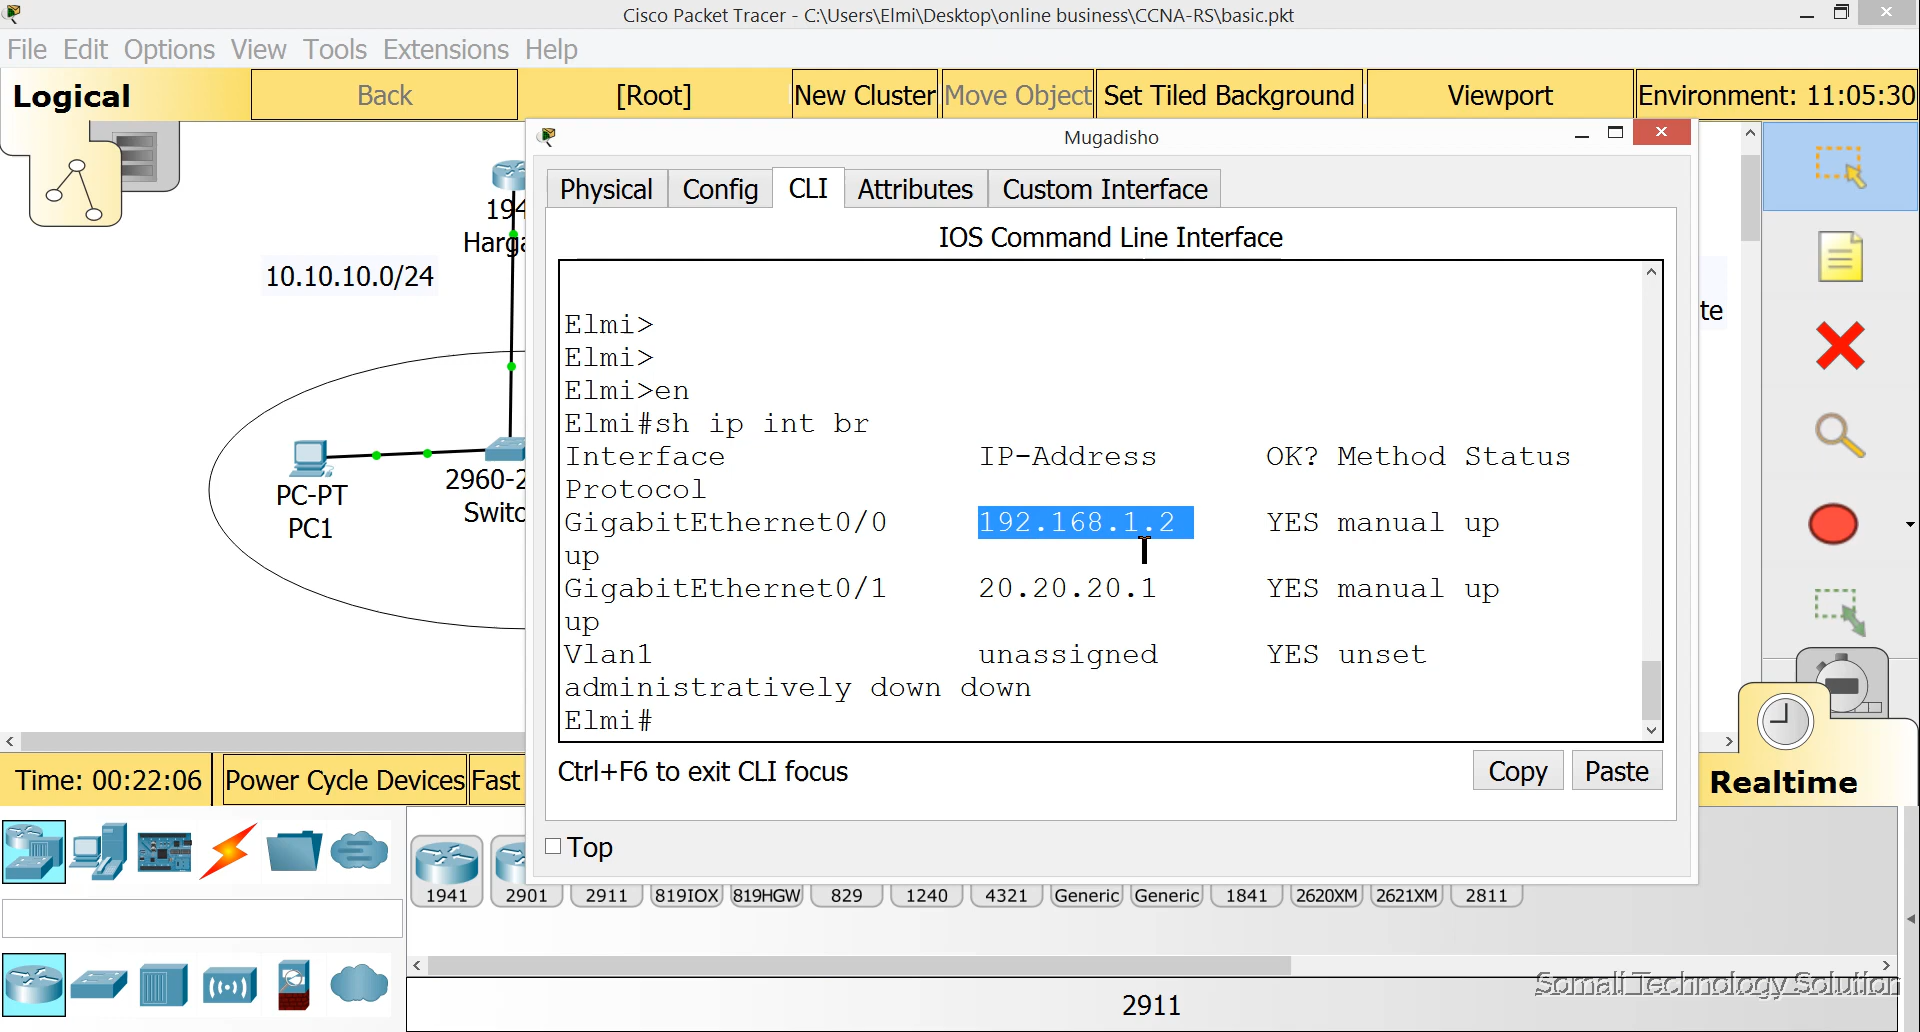 Cisco Packet Tracer - C:\Users\Elmi\Desktop\online business\CCNA-RS\basic.pkt
File Edit Options View Tools Extensions Help
Logical
Back
[Root]
New Cluster
Move Object
Set Tiled Background
Viewport
Environment: 11:05:30
Mugadisho
Physical
Config
CLI
Attributes
Custom Interface
IOS Command Line Interface
194
Harga
10.10.10.0/24
te
Elmi>
Elmi>
Elmi>en
Elmi#sh ip int br
Interface IP-Address OK? Method Status
Protocol
GigabitEthernet0/0 192.168.1.2 YES manual up
up
GigabitEthernet0/1 20.20.20.1 YES manual up
up
Vlan1 unassigned YES unset
administratively down down
Elmi#
PC-PT
PC1
2960-2
Switc
Ctrl+F6 to exit CLI focus
Copy
Paste
Time: 00:22:06
Power Cycle Devices
Fast
Realtime
Top
1941
2901
2911
819IOX
819HGW
829
1240
4321
Generic
Generic
1841
2620XM
2621XM
2811
2911
Somali Technology Solution